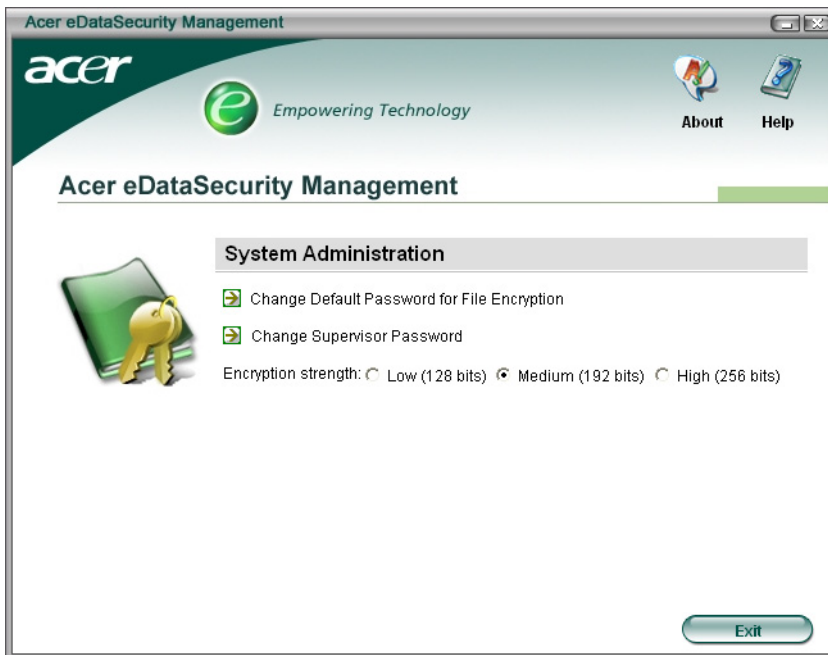 Acer eDataSecurity Management
acer
e Empowering Technology
About
Help
Acer eDataSecurity Management
System Administration
Change Default Password for File Encryption
Change Supervisor Password
Encryption strength: Low (128 bits) Medium (192 bits) High (256 bits)
Exit